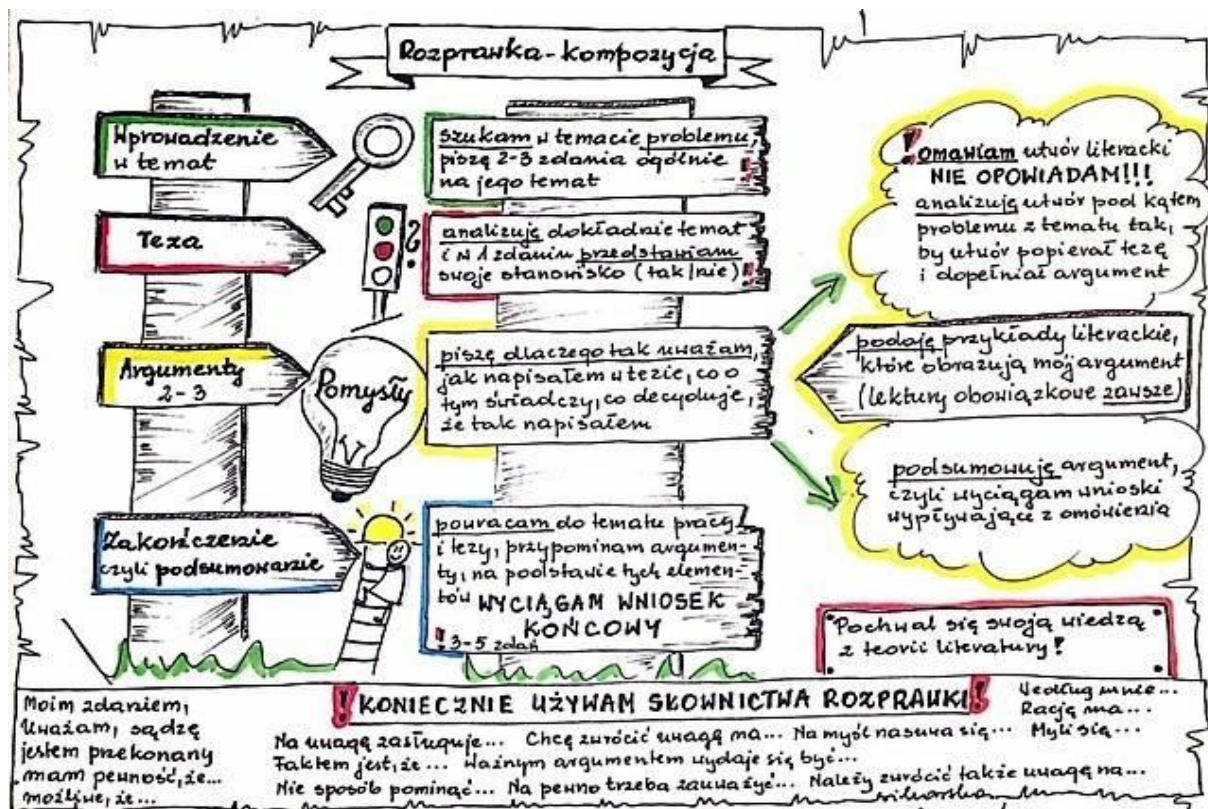 Rozprawka - kompozycja
Wprowadzenie
w temat
szukam w temacie problemu,
piszę 2-3 zdania ogólnie
na jego temat
!
Teza
?
analizuję dokładnie temat
i w 1 zdaniu przedstawiam
swoje stanowisko (tak/nie)!
Argumenty
2-3
Pomysły
piszę dlaczego tak uważam,
jak napisałem w tezie, co o
tym świadczy, co decyduje,
że tak napisałem
! omawiam utwór literacki
NIE OPOWIADAM!!!
analizuję utwór pod kątem
problemu z tematu tak,
by utwór popierał tezę
i dopełniał argument
podaję przykłady literackie,
które obrazują mój argument
(lektury obowiązkowe zawsze)
podsumowuję argument,
czyli wyciągam wnioski
wypływające z omówienia
Zakończenie
czyli podsumowanie
powracam do tematu pracy
i tezy, przypominam argumen-
ty, na podstawie tych elemen-
tów WYCIĄGAM WNIOSEK
KOŃCOWY
! 3-5 zdań
Pochwal się swoją wiedzą
z teorii literatury!
! KONIECZNIE UŻYWAM SŁOWNICTWA ROZPRAWKI!
Moim zdaniem,
Uważam, sądzę
jestem przekonany
mam pewność, że...
możliwe, że...
Na uwagę zasługuje... Chcę zwrócić uwagę na... Na myśl nasuwa się...
Faktem jest, że... Ważnym argumentem wydaje się być...
Nie sposób pominąć... Na pewno trzeba zauważyć... Należy zwrócić także uwagę na...
Według mnie...
Rację ma...
Myli się...